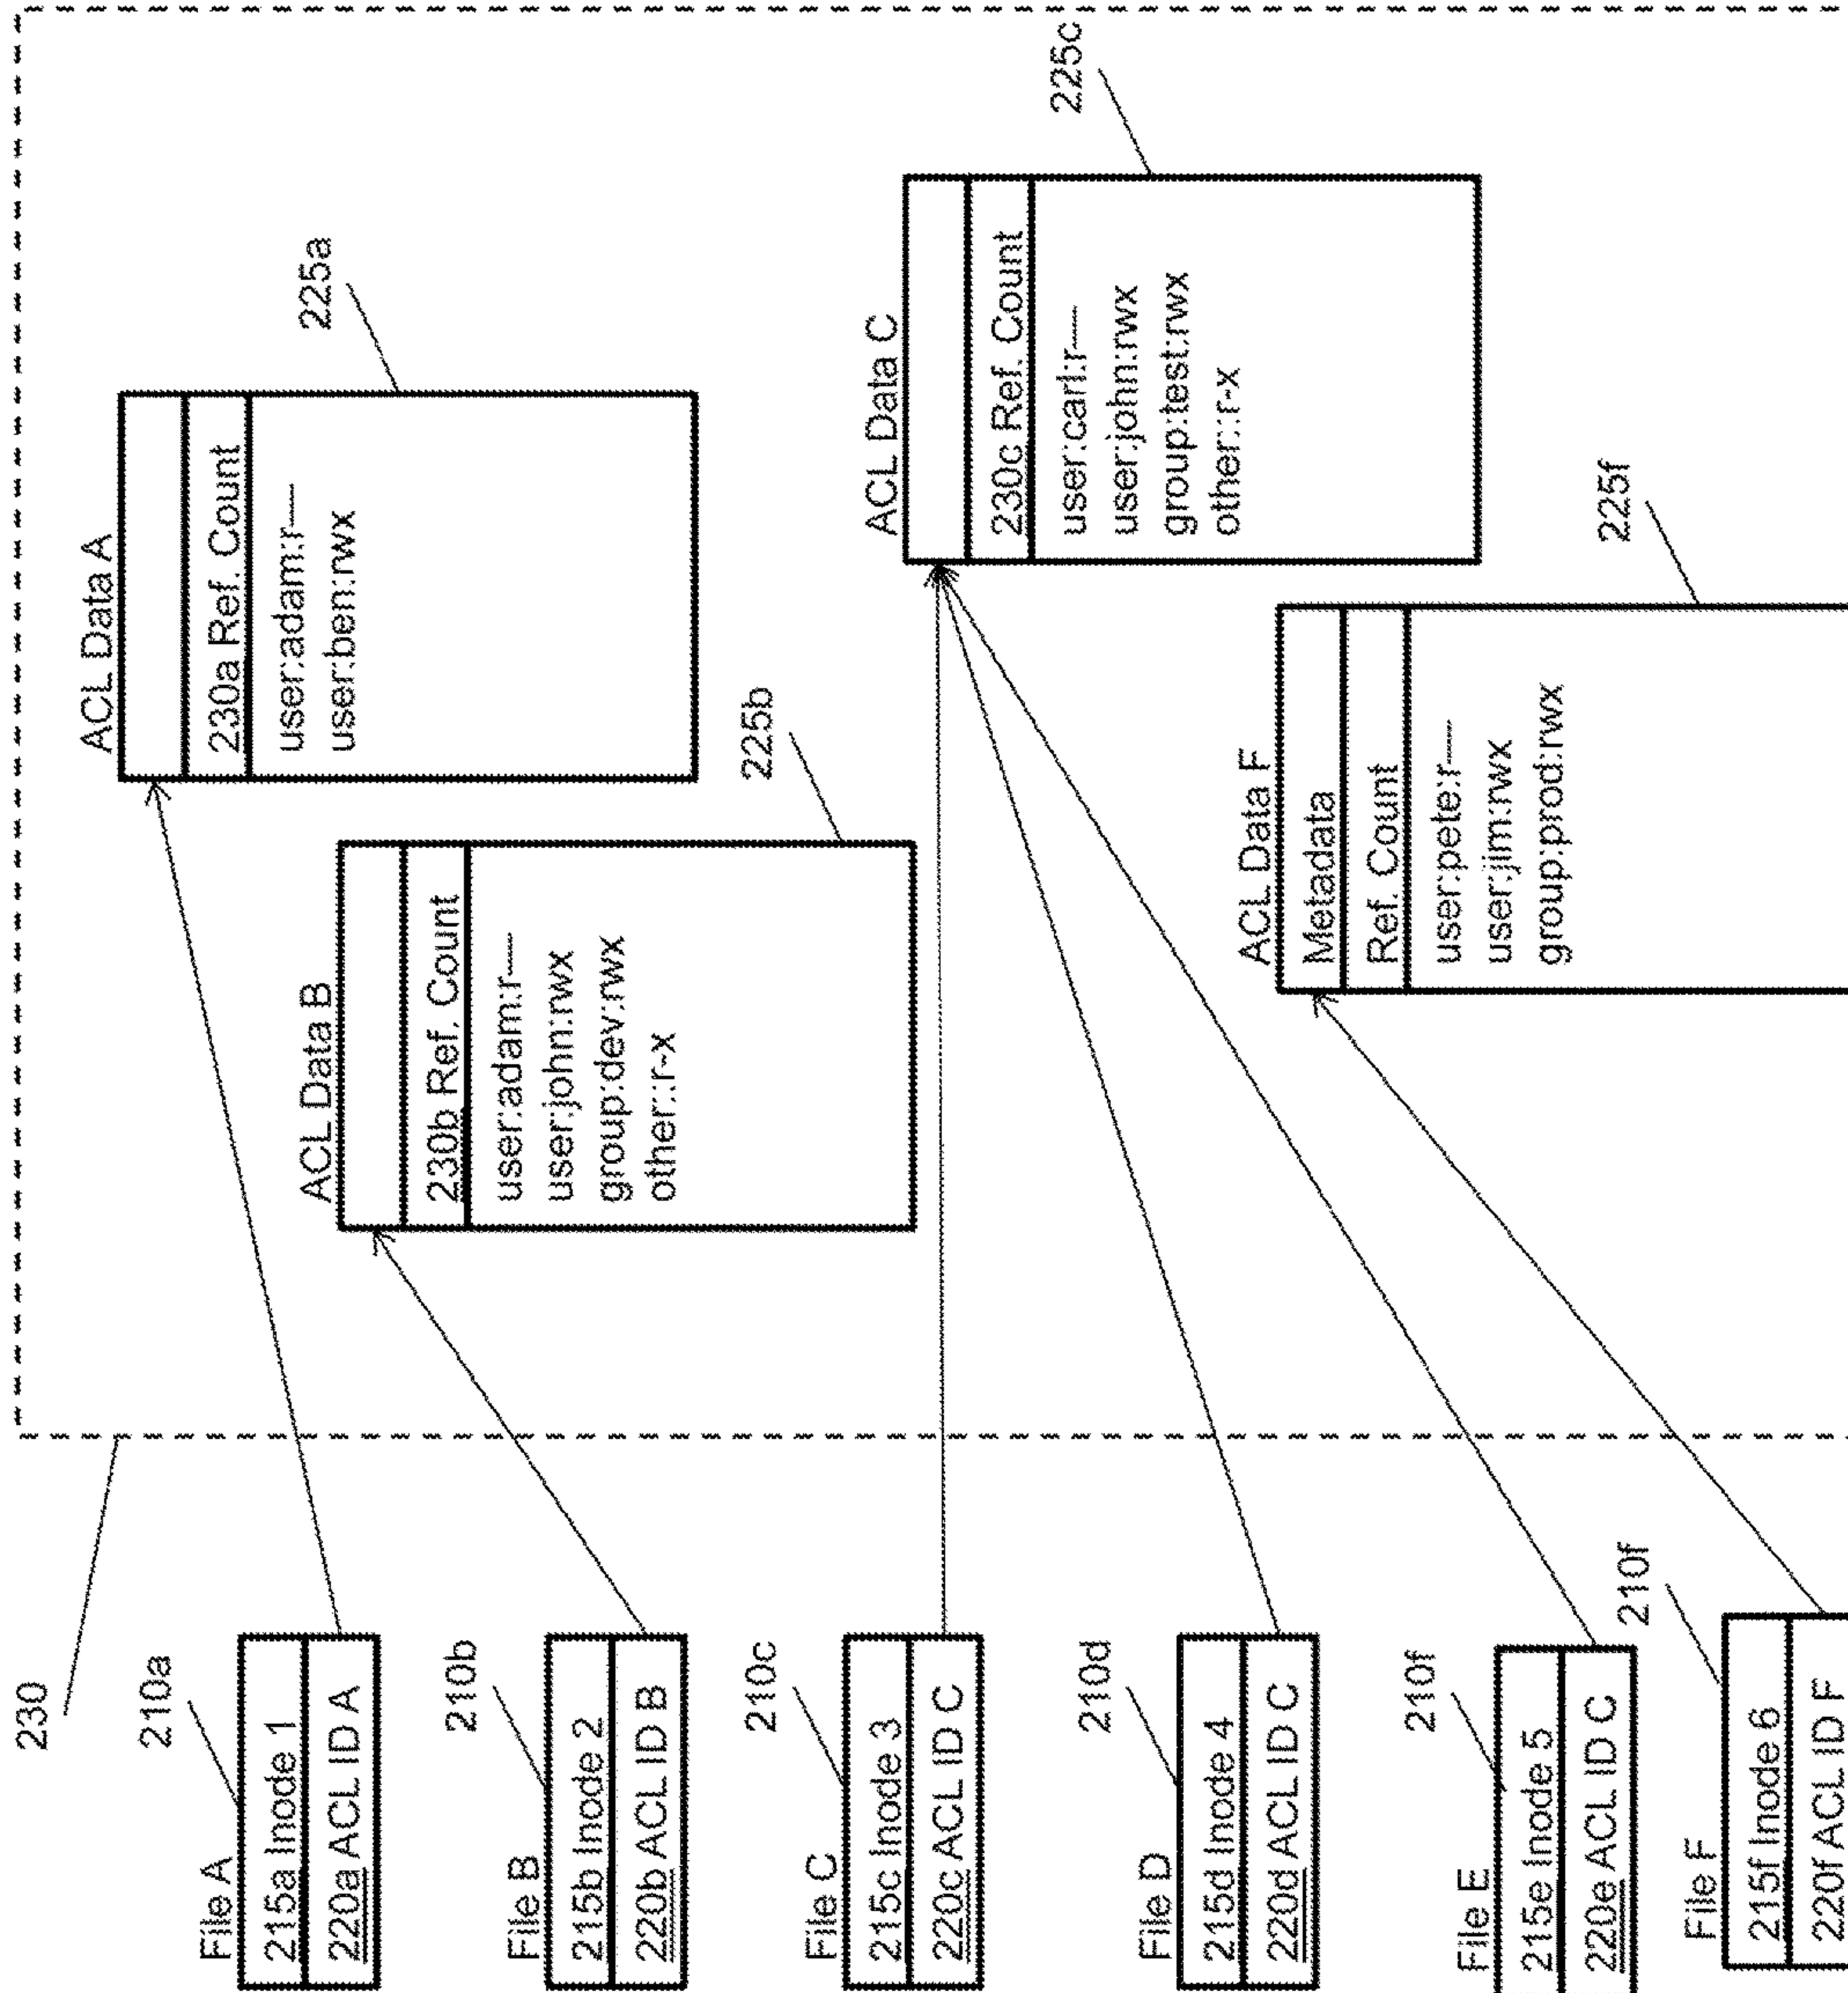 230
File A
210a
215a Inode 1
220a ACL ID A
File B
210b
215b Inode 2
220b ACL ID B
File C
210c
215c Inode 3
220c ACL ID C
File D
210d
215d Inode 4
220d ACL ID C
File E
210f
215e Inode 5
220e ACL ID C
File F
210f
215f Inode 6
220f ACL ID F
ACL Data A
225a
230a Ref. Count
user:adam:r---
user:ben:rwx
ACL Data B
225b
230b Ref. Count
user:adam:r---
user:john:rwx
group:dev:rwx
other::r-x
ACL Data C
225c
230c Ref. Count
user:carl:r---
user:john:rwx
group:test:rwx
other::r-x
ACL Data F
225f
Metadata
Ref. Count
user:pete:r---
user:jim:rwx
group:prod:rwx